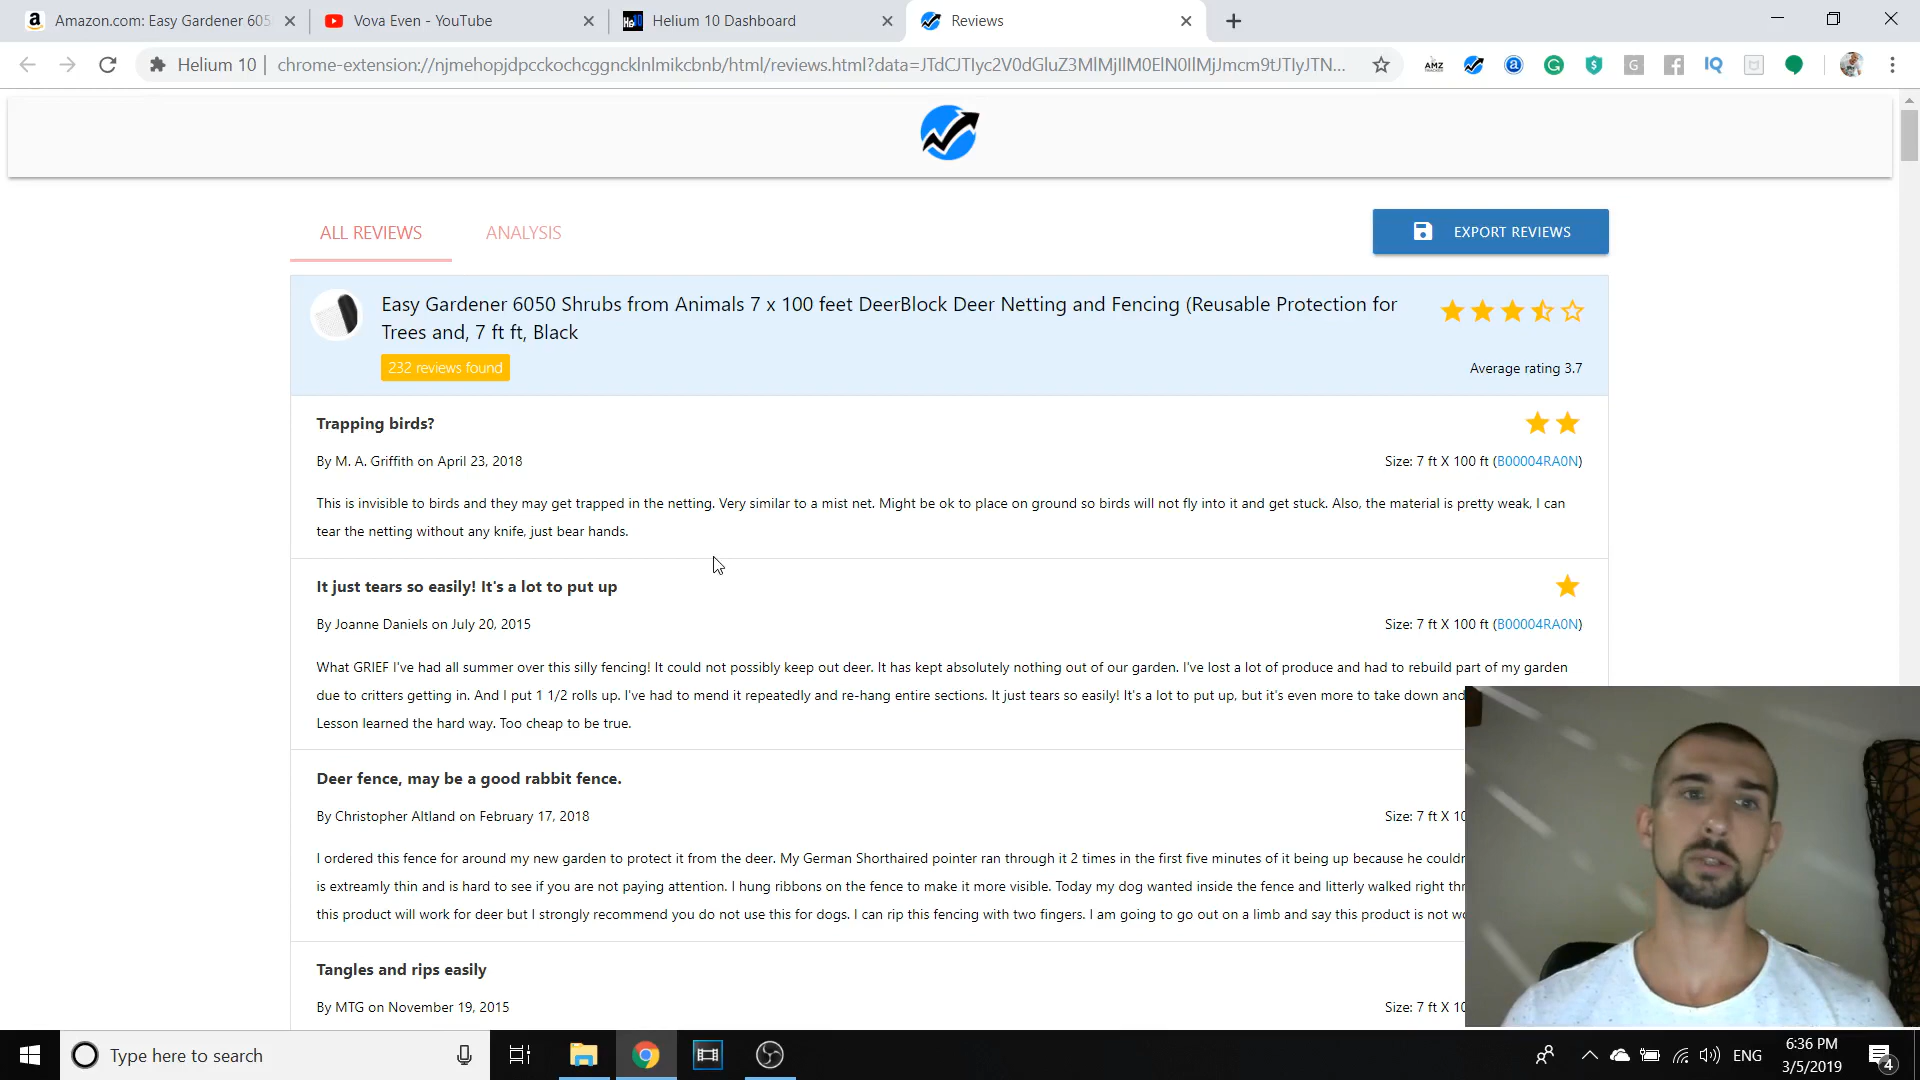 Amazon.com: Easy Gardener 605
Vova Even - YouTube
Helium 10 Dashboard
Reviews
Helium 10
chrome-extension://njmehopjdpcckochcggncklnlmikcbnb/html/reviews.html?data=JTdCJTIyc2V0dGluZ3MlMjIlM0ElN0IlMjJmcm9tJTIyJTN...
ALL REVIEWS
ANALYSIS
EXPORT REVIEWS
Easy Gardener 6050 Shrubs from Animals 7 x 100 feet DeerBlock Deer Netting and Fencing (Reusable Protection for
Trees and, 7 ft ft, Black
232 reviews found
Average rating 3.7
Trapping birds?
By M. A. Griffith on April 23, 2018
Size: 7 ft X 100 ft (B00004RA0N)
This is invisible to birds and they may get trapped in the netting. Very similar to a mist net. Might be ok to place on ground so birds will not fly into it and get stuck. Also, the material is pretty weak, I can
tear the netting without any knife, just bear hands.
It just tears so easily! It's a lot to put up
By Joanne Daniels on July 20, 2015
Size: 7 ft X 100 ft (B00004RA0N)
What GRIEF I've had all summer over this silly fencing! It could not possibly keep out deer. It has kept absolutely nothing out of our garden. I've lost a lot of produce and had to rebuild part of my garden
due to critters getting in. And I put 1 1/2 rolls up. I've had to mend it repeatedly and re-hang entire sections. It just tears so easily! It's a lot to put up, but it's even more to take down and
Lesson learned the hard way. Too cheap to be true.
Deer fence, may be a good rabbit fence.
By Christopher Altland on February 17, 2018
Size: 7 ft X 10
I ordered this fence for around my new garden to protect it from the deer. My German Shorthaired pointer ran through it 2 times in the first five minutes of it being up because he couldn
is extreamly thin and is hard to see if you are not paying attention. I hung ribbons on the fence to make it more visible. Today my dog wanted inside the fence and litterly walked right thr
this product will work for deer but I strongly recommend you do not use this for dogs. I can rip this fencing with two fingers. I am going to go out on a limb and say this product is not wo
Tangles and rips easily
By MTG on November 19, 2015
Size: 7 ft X 10
Type here to search
ENG
6:36 PM
3/5/2019
4